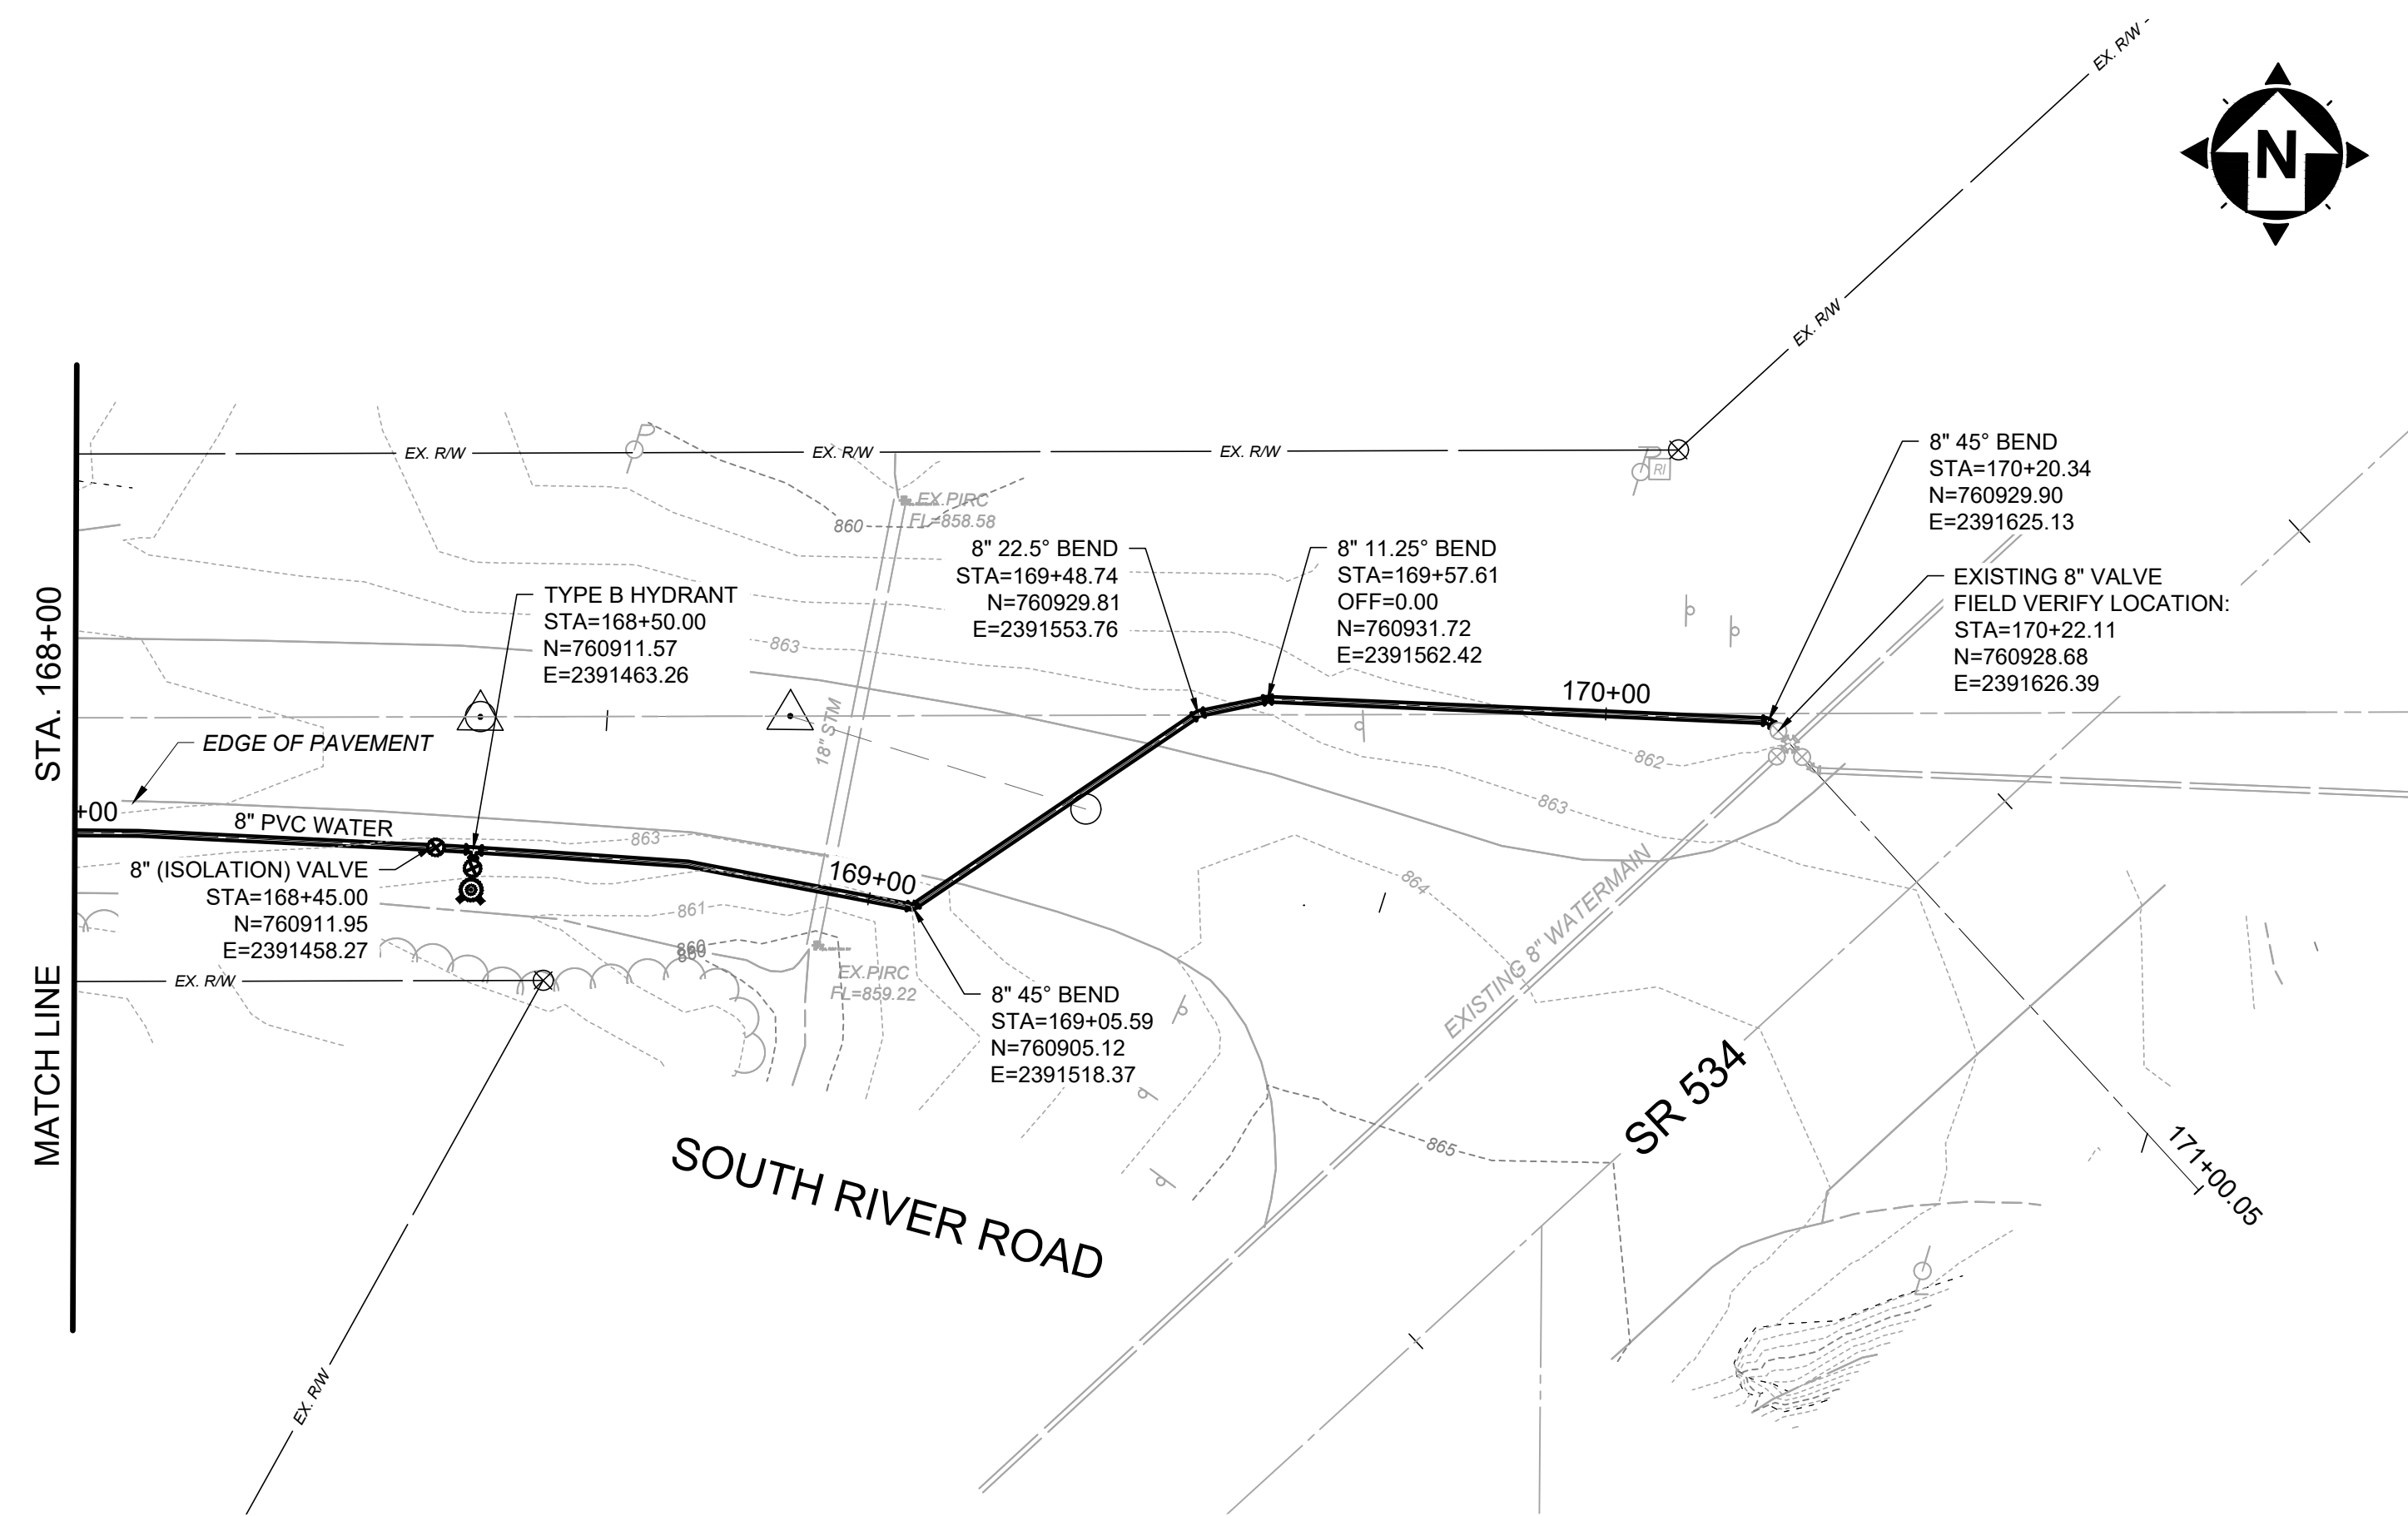 EX. R/W
N
EX. R/W
EX. R/W
EX. R/W
EX. R/W
RI
8" 45° BEND
STA=170+20.34
N=760929.90
E=2391625.13
EX.PIRC
FL=858.58
860
8" 22.5° BEND
STA=169+48.74
N=760929.81
E=2391553.76
8" 11.25° BEND
STA=169+57.61
OFF=0.00
N=760931.72
E=2391562.42
EXISTING 8" VALVE
FIELD VERIFY LOCATION:
STA=170+22.11
N=760928.68
E=2391626.39
TYPE B HYDRANT
STA=168+50.00
N=760911.57
E=2391463.26
863
170+00
MATCH LINE STA. 168+00
EDGE OF PAVEMENT
18" STM
862
863
+00
8" PVC WATER
863
8" (ISOLATION) VALVE
STA=168+45.00
N=760911.95
E=2391458.27
169+00
864
861
860
860
EXISTING 8" WATERMAIN
EX. R/W
EX.PIRC
FL=859.22
8" 45° BEND
STA=169+05.59
N=760905.12
E=2391518.37
SR 534
865
171+00.05
SOUTH RIVER ROAD
EX. R/W